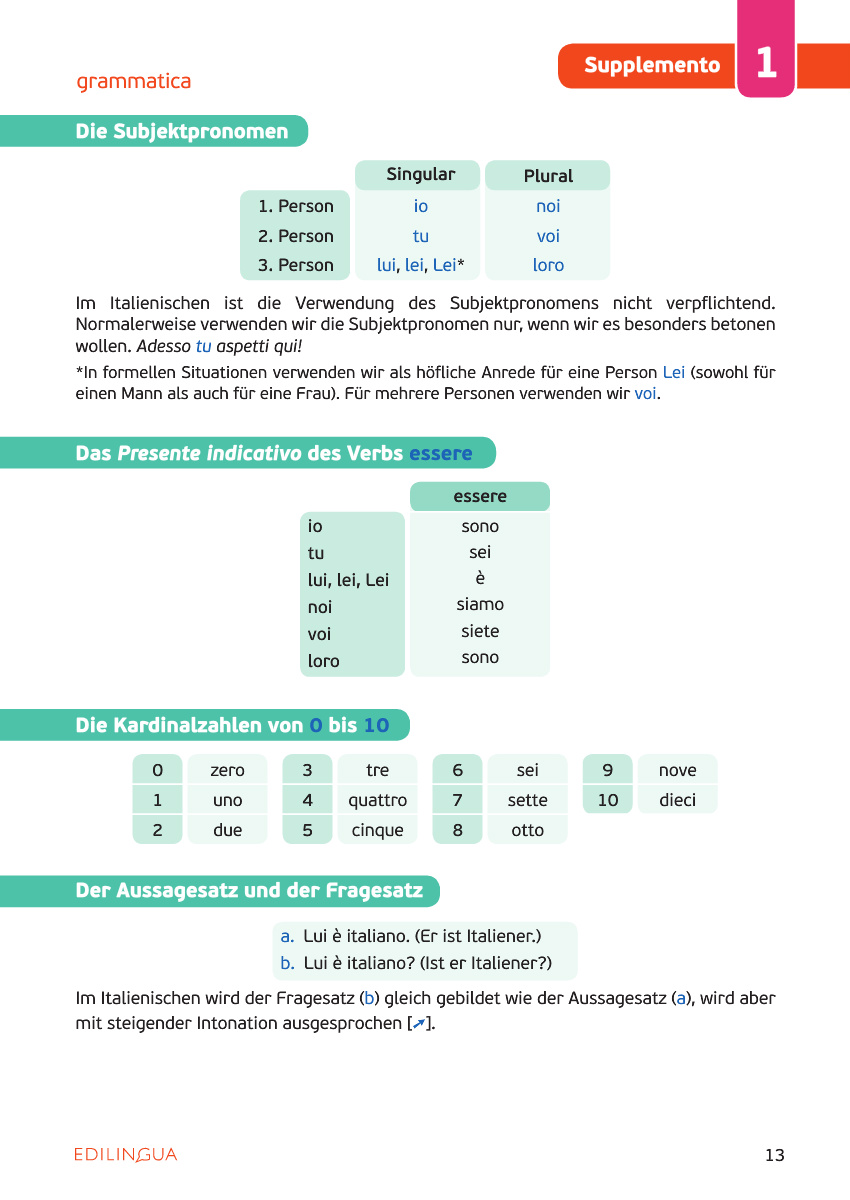 grammatica
Supplemento 1
Die Subjektpronomen
Singular Plural
1. Person io noi
2. Person tu voi
3. Person lui, lei, Lei* loro
Im Italienischen ist die Verwendung des Subjektpronomens nicht verpflichtend.
Normalerweise verwenden wir die Subjektpronomen nur, wenn wir es besonders betonen
wollen. Adesso tu aspetti qui!
*In formellen Situationen verwenden wir als höfliche Anrede für eine Person Lei (sowohl für
einen Mann als auch für eine Frau). Für mehrere Personen verwenden wir voi.
Das Presente indicativo des Verbs essere
essere
io sono
tu sei
lui, lei, Lei è
noi siamo
voi siete
loro sono
Die Kardinalzahlen von 0 bis 10
0 zero 3 tre 6 sei 9 nove
1 uno 4 quattro 7 sette 10 dieci
2 due 5 cinque 8 otto
Der Aussagesatz und der Fragesatz
a. Lui è italiano. (Er ist Italiener.)
b. Lui è italiano? (Ist er Italiener?)
Im Italienischen wird der Fragesatz (b) gleich gebildet wie der Aussagesatz (a), wird aber
mit steigender Intonation ausgesprochen [➚].
EDILINGUA 13